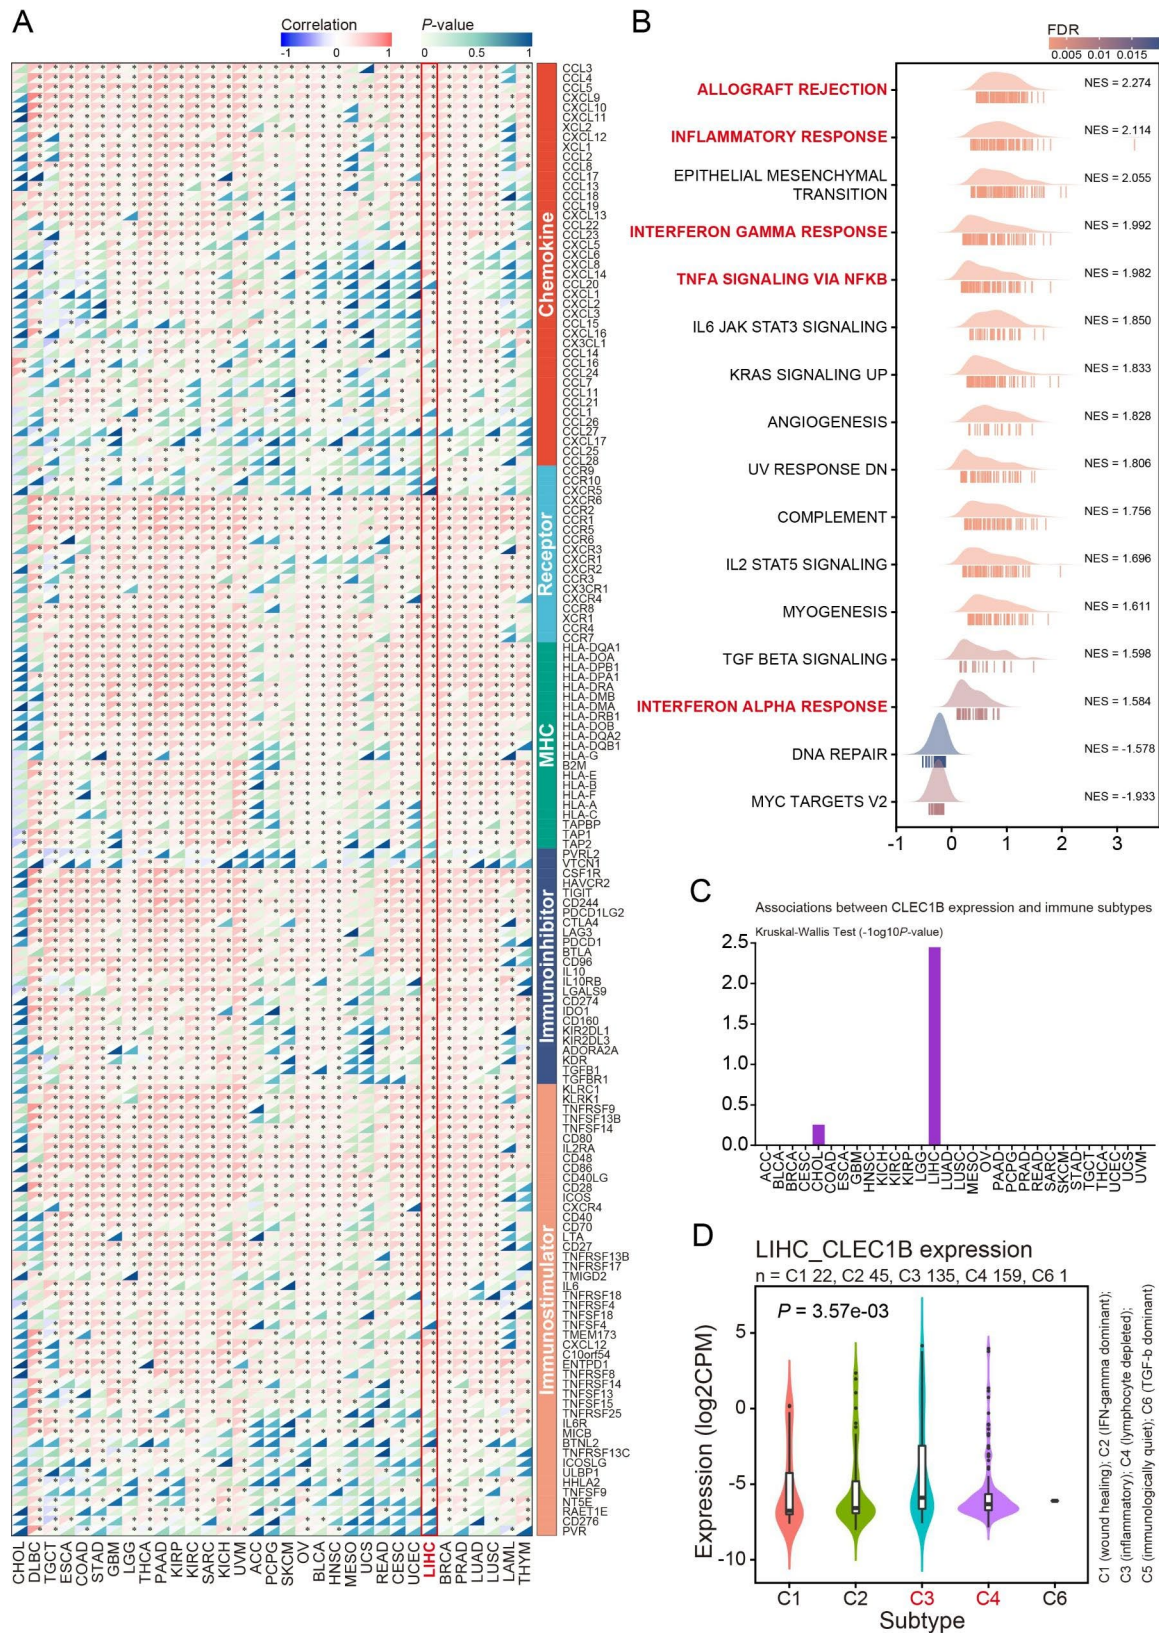 A
Correlation
-1 0 1
P-value
0 0.5 1
CCL3
CCL4
CCL5
CXCL9
CXCL10
CXCL11
XCL2
CXCL12
XCL1
CCL2
CCL8
CCL17
CCL13
CCL18
CCL19
CXCL13
CCL22
CCL23
CXCL5
CXCL6
CXCL8
CXCL14
CCL20
CXCL1
CXCL2
CXCL3
CCL15
CXCL16
CX3CL1
CCL14
CCL16
CCL24
CCL7
CCL11
CCL21
CCL1
CCL26
CCL27
CXCL17
CCL25
CCL28
Chemokine
CCR9
CCR10
CXCR5
CXCR6
CCR2
CCR1
CCR5
CCR6
CXCR3
CXCR1
CXCR2
CCR3
CX3CR1
CXCR4
CCR8
XCR1
CCR4
CCR7
Receptor
HLA-DQA1
HLA-DOA
HLA-DPB1
HLA-DPA1
HLA-DRA
HLA-DMB
HLA-DMA
HLA-DRB1
HLA-DOB
HLA-DQA2
HLA-DQB1
HLA-G
B2M
HLA-E
HLA-B
HLA-F
HLA-A
HLA-C
TAPBP
TAP1
TAP2
MHC
PVRL2
VTCN1
CSF1R
HAVCR2
TIGIT
CD244
PDCD1LG2
CTLA4
LAG3
PDCD1
BTLA
CD96
IL10
IL10RB
LGALS9
CD274
IDO1
CD160
KIR2DL1
KIR2DL3
ADORA2A
KDR
TGFB1
TGFBR1
Immunoinhibitor
KLRC1
KLRK1
TNFRSF9
TNFSF13B
TNFSF14
CD80
IL2RA
CD48
CD86
CD40LG
CD28
ICOS
CXCR4
CD40
CD70
LTA
CD27
TNFRSF13B
TNFRSF17
TMIGD2
IL6
TNFRSF18
TNFRSF4
TNFSF18
TNFSF4
TMEM173
CXCL12
C10orf54
ENTPD1
TNFRSF8
TNFRSF14
TNFSF13
TNFSF15
TNFRSF25
IL6R
MICB
BTNL2
TNFRSF13C
ICOSLG
ULBP1
HHLA2
TNFSF9
NT5E
RAET1E
CD276
PVR
Immunostimulator
CHOL
DLBC
TGCT
ESCA
COAD
STAD
GBM
LGG
THCA
PAAD
KIRP
KIRC
SARC
KICH
UVM
ACC
PCPG
SKCM
OV
BLCA
HNSC
MESO
UCS
READ
CESC
UCEC
LIHC
BRCA
PRAD
LUAD
LUSC
LAML
THYM
B
FDR
0.005 0.010 0.015
ALLOGRAFT REJECTION NES = 2.274
INFLAMMATORY RESPONSE NES = 2.114
EPITHELIAL MESENCHYMAL NES = 2.055
TRANSITION
INTERFERON GAMMA RESPONSE NES = 1.992
TNFA SIGNALING VIA NFKB NES = 1.982
IL6 JAK STAT3 SIGNALING NES = 1.850
KRAS SIGNALING UP NES = 1.833
ANGIOGENESIS NES = 1.828
UV RESPONSE DN NES = 1.806
COMPLEMENT NES = 1.756
IL2 STAT5 SIGNALING NES = 1.696
MYOGENESIS NES = 1.611
TGF BETA SIGNALING NES = 1.598
INTERFERON ALPHA RESPONSE NES = 1.584
DNA REPAIR NES = -1.578
MYC TARGETS V2 NES = -1.933
-1 0 1 2 3
C
Associations between CLEC1B expression and immune subtypes
Kruskal-Wallis Test (-1og10P-value)
2.5
2.0
1.5
1.0
0.5
0.0
ACC
BLCA
BRCA
CESC
CHOL
COAD
ESCA
GBM
HNSC
KICH
KIRC
KIRP
LGG
LIHC
LUAD
LUSC
MESO
OV
PAAD
PCPG
PRAD
READ
SARC
SKCM
STAD
TGCT
THCA
UCEC
UCS
UVM
D
LIHC_CLEC1B expression
n = C1 22, C2 45, C3 135, C4 159, C6 1
P = 3.57e-03
Expression (log2CPM)
5
0
-5
-10
C1 C2 C3 C4 C6
Subtype
C1 (wound healing); C2 (IFN-gamma dominant);
C3 (inflammatory); C4 (lymphocyte depleted);
C5 (immunologically quiet); C6 (TGF-b dominant)